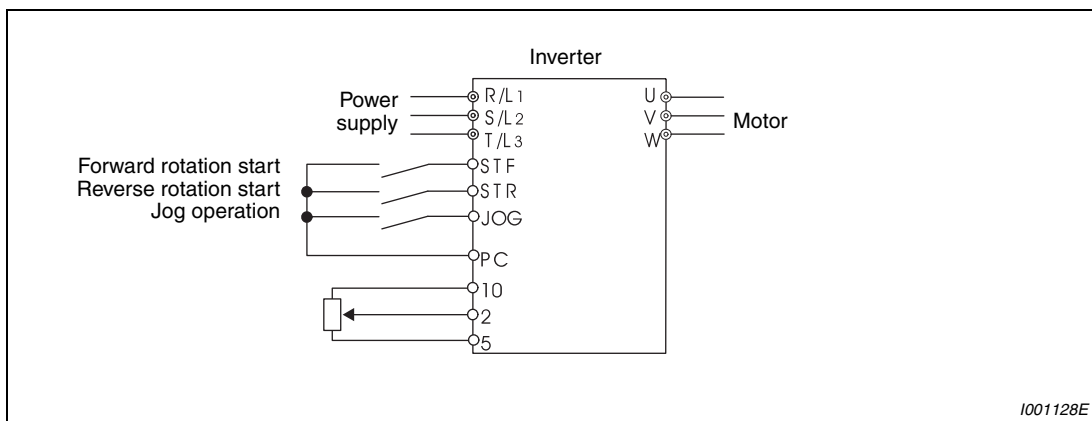 Inverter
Power supply
R/L1
S/L2
T/L3
U
V
W
Motor
Forward rotation start
STF
Reverse rotation start
STR
Jog operation
JOG
PC
10
2
5
I001128E